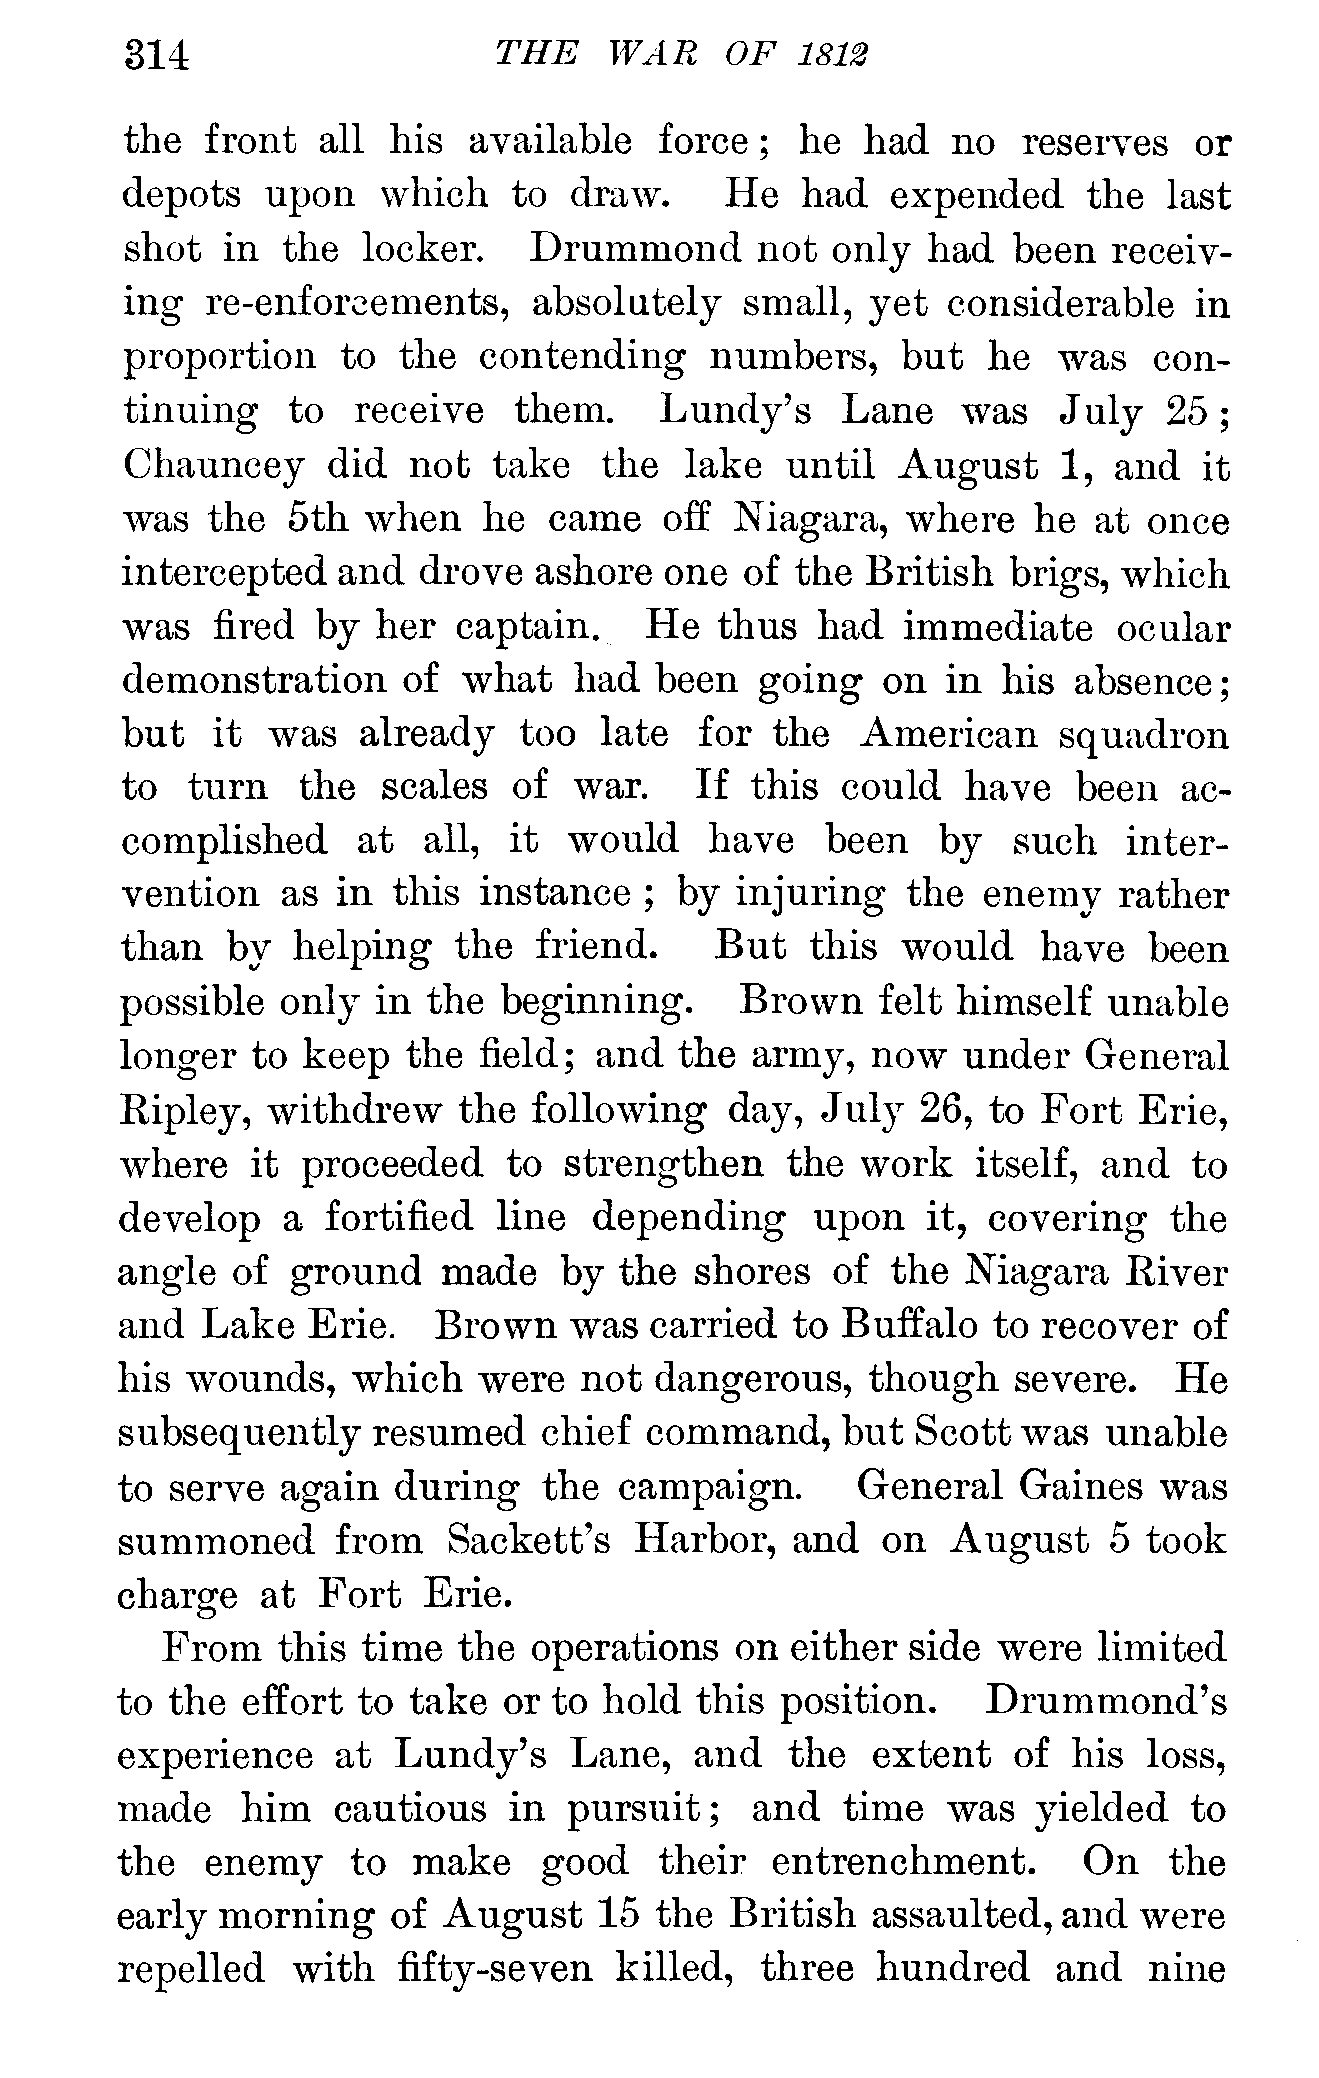 314 THE WAR OF 1812
the front all his available force; he had no reserves or
depots upon which to draw. He had expended the last
shot in the locker. Drummond not only had been receiv-
ing re-enforcements, absolutely small, yet considerable in
proportion to the contending numbers, but he was con-
tinuing to receive them. Lundy's Lane was July 25;
Chauncey did not take the lake until August 1, and it
was the 5th when he came off Niagara, where he at once
intercepted and drove ashore one of the British brigs, which
was fired by her captain. He thus had immediate ocular
demonstration of what had been going on in his absence;
but it was already too late for the American squadron
to turn the scales of war. If this could have been ac-
complished at all, it would have been by such inter-
vention as in this instance; by injuring the enemy rather
than by helping the friend. But this would have been
possible only in the beginning. Brown felt himself unable
longer to keep the field; and the army, now under General
Ripley, withdrew the following day, July 26, to Fort Erie,
where it proceeded to strengthen the work itself, and to
develop a fortified line depending upon it, covering the
angle of ground made by the shores of the Niagara River
and Lake Erie. Brown was carried to Buffalo to recover of
his wounds, which were not dangerous, though severe. He
subsequently resumed chief command, but Scott was unable
to serve again during the campaign. General Gaines was
summoned from Sackett's Harbor, and on August 5 took
charge at Fort Erie.
From this time the operations on either side were limited
to the effort to take or to hold this position. Drummond's
experience at Lundy's Lane, and the extent of his loss,
made him cautious in pursuit; and time was yielded to
the enemy to make good their entrenchment. On the
early morning of August 15 the British assaulted, and were
repelled with fifty-seven killed, three hundred and nine